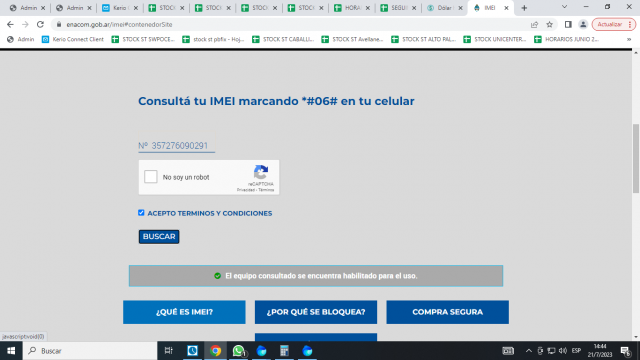 Admin
Admin
Kerio
STOCK
STOCK
STOCK
STOCK
HORAR
SEGUI
Dólar
IMEI
enacom.gob.ar/imei#contenedorSite
Actualizar
Admin
Kerio Connect Client
STOCK ST SWPOCE...
stock st pbflix - Hoj...
STOCK ST CABALLI...
STOCK ST Avellane...
STOCK ST ALTO PAL...
STOCK UNICENTER...
HORARIOS JUNIO 2...
Consultá tu IMEI marcando *#06# en tu celular
Nº 357276090291
No soy un robot
reCAPTCHA
Privacidad - Términos
ACEPTO TERMINOS Y CONDICIONES
BUSCAR
El equipo consultado se encuentra habilitado para el uso.
¿QUÉ ES IMEI?
¿POR QUÉ SE BLOQUEA?
COMPRA SEGURA
javascript:void(0)
Buscar
ESP
14:44
21/7/2023